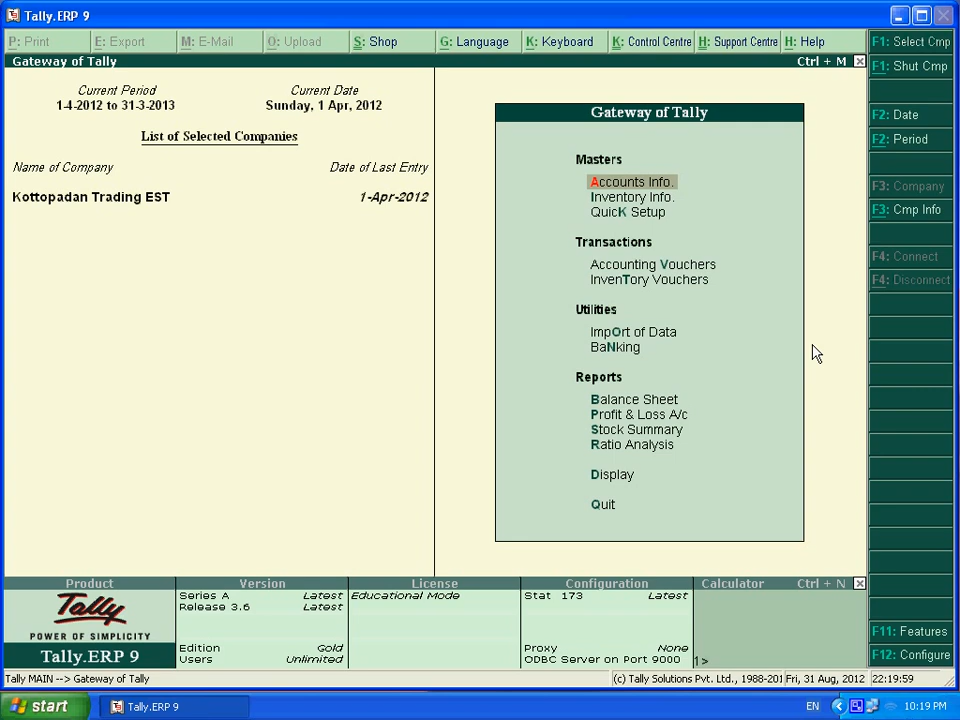 Tally.ERP 9
P: Print E: Export M: E-Mail O: Upload S: Shop G: Language K: Keyboard K: Control Centre H: Support Centre H: Help
Gateway of Tally Ctrl + M
Current Period Current Date
1-4-2012 to 31-3-2013 Sunday, 1 Apr, 2012
List of Selected Companies
Name of Company Date of Last Entry
Kottopadan Trading EST 1-Apr-2012
Gateway of Tally
Masters
Accounts Info.
Inventory Info.
QuicK Setup
Transactions
Accounting Vouchers
InvenTory Vouchers
Utilities
ImpOrt of Data
BaNking
Reports
Balance Sheet
Profit & Loss A/c
Stock Summary
Ratio Analysis
Display
Quit
F1: Select Cmp
F1: Shut Cmp
F2: Date
F2: Period
F3: Company
F3: Cmp Info
F4: Connect
F4: Disconnect
F11: Features
F12: Configure
Product Version License Configuration Calculator Ctrl + N
Tally
POWER OF SIMPLICITY
Tally.ERP 9
Series A Latest
Release 3.6 Latest
Edition Gold
Users Unlimited
Educational Mode
Stat 173 Latest
Proxy None
ODBC Server on Port 9000
1>
Tally MAIN --> Gateway of Tally (c) Tally Solutions Pvt. Ltd., 1988-201 Fri, 31 Aug, 2012 22:19:59
start Tally.ERP 9 EN 10:19 PM